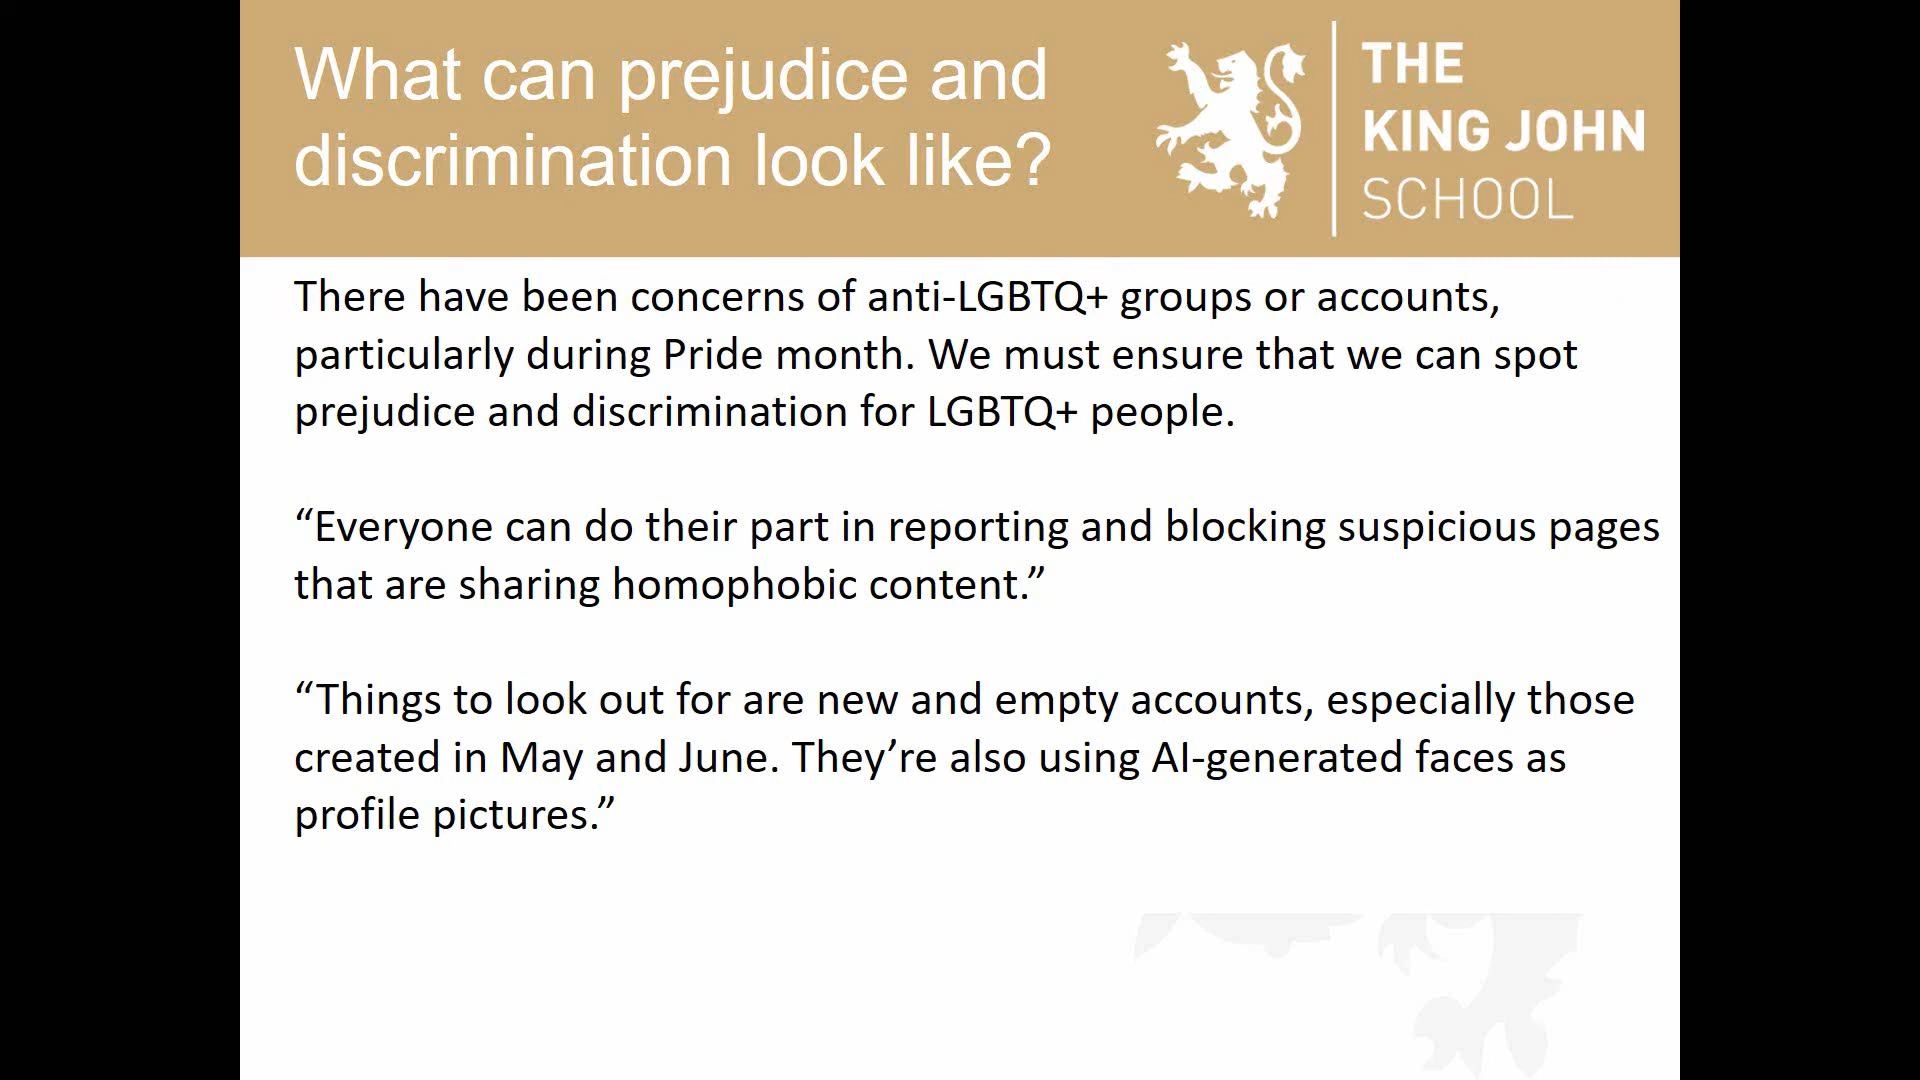 What can prejudice and
discrimination look like?
THE
KING JOHN
SCHOOL
There have been concerns of anti-LGBTQ+ groups or accounts,
particularly during Pride month. We must ensure that we can spot
prejudice and discrimination for LGBTQ+ people.
“Everyone can do their part in reporting and blocking suspicious pages
that are sharing homophobic content.”
“Things to look out for are new and empty accounts, especially those
created in May and June. They’re also using AI-generated faces as
profile pictures.”